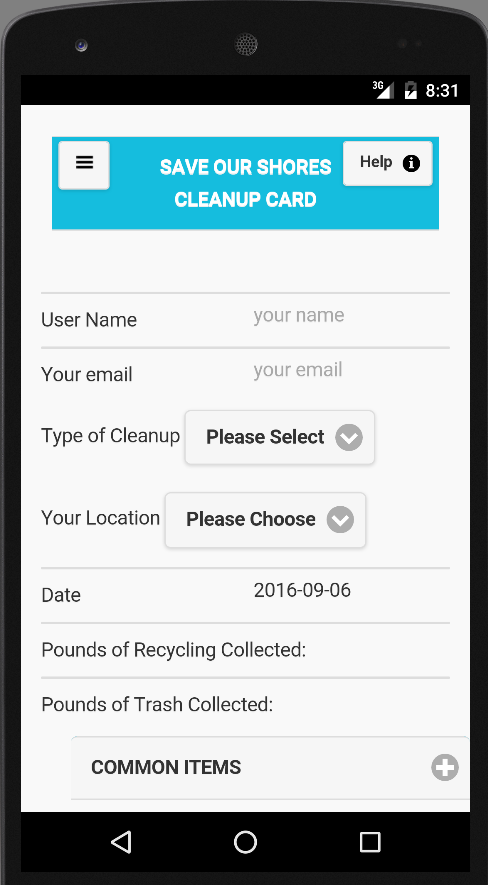 3G 8:31
SAVE OUR SHORES
CLEANUP CARD
Help
User Name your name
Your email your email
Type of Cleanup Please Select
Your Location Please Choose
Date 2016-09-06
Pounds of Recycling Collected:
Pounds of Trash Collected:
COMMON ITEMS